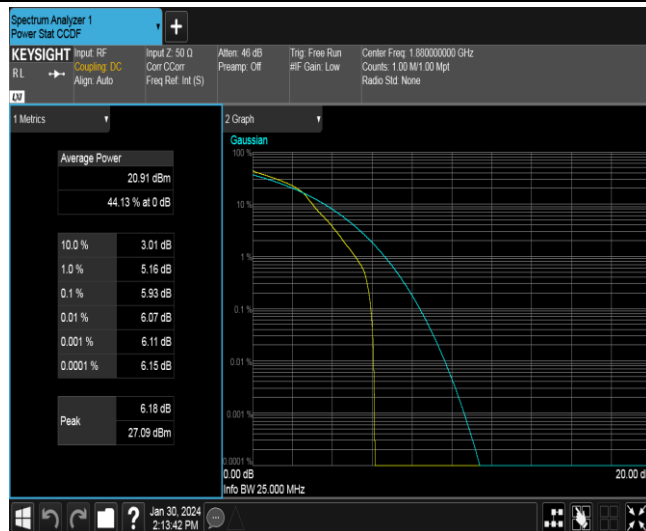 Spectrum Analyzer 1
Power Stat CCDF
+
KEYSIGHT
RL
Input: RF
Coupling: DC
Align: Auto
Input Z: 50 Ω
Corr CCorr
Freq Ref: Int (S)
Atten: 46 dB
Preamp: Off
Trig: Free Run
#IF Gain: Low
Center Freq: 1.880000000 GHz
Counts: 1.00 M/1.00 Mpt
Radio Std: None
1 Metrics
Average Power
20.91 dBm
44.13 % at 0 dB
10.0 % 3.01 dB
1.0 % 5.16 dB
0.1 % 5.93 dB
0.01 % 6.07 dB
0.001 % 6.11 dB
0.0001 % 6.15 dB
Peak
6.18 dB
27.09 dBm
2 Graph
Gaussian
100 %
10 %
1 %
0.1 %
0.01 %
0.001 %
0.0001 %
0.00 dB
20.00 d
Info BW 25.000 MHz
?
Jan 30, 2024
2:13:42 PM